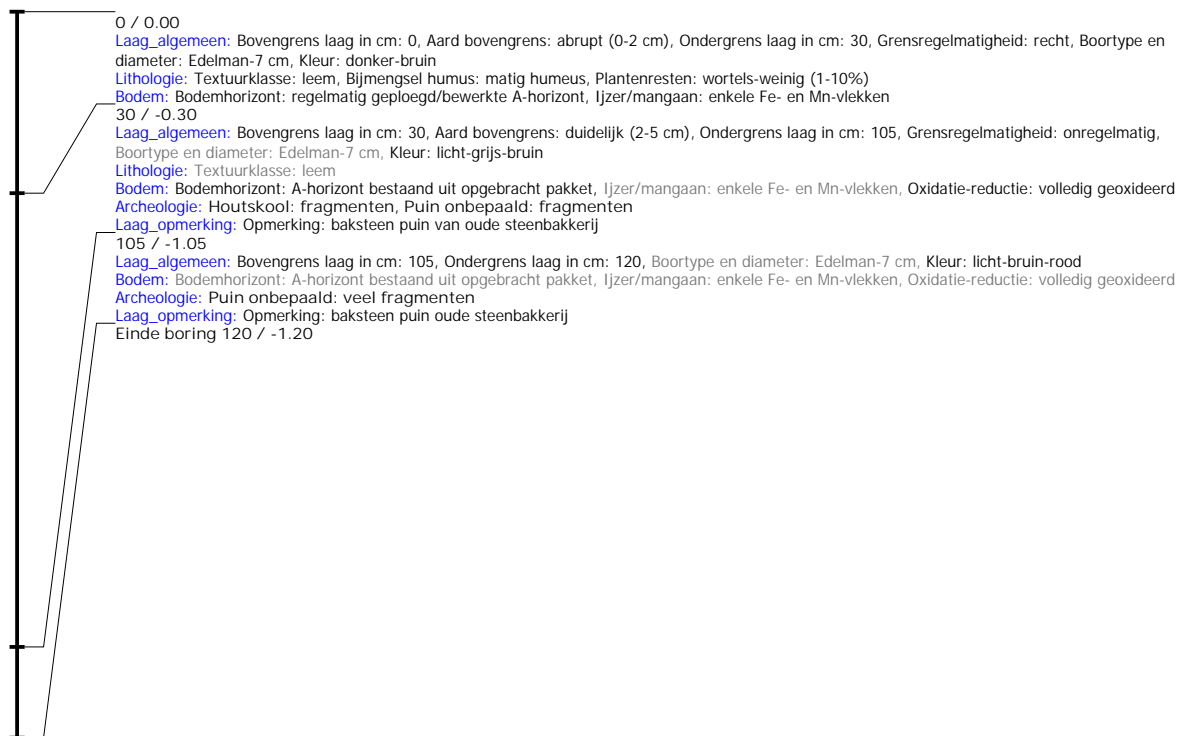 0 / 0.00
Laag_algemeen: Bovengrens laag in cm: 0, Aard bovengrens: abrupt (0-2 cm), Ondergrens laag in cm: 30, Grensregelmatigheid: recht, Boortype en
diameter: Edelman-7 cm, Kleur: donker-bruin
Lithologie: Textuurklasse: leem, Bijmengsel humus: matig humeus, Plantenresten: wortels-weinig (1-10%)
Bodem: Bodemhorizont: regelmatig geploegd/bewerkte A-horizont, Ijzer/mangaan: enkele Fe- en Mn-vlekken
30 / -0.30
Laag_algemeen: Bovengrens laag in cm: 30, Aard bovengrens: duidelijk (2-5 cm), Ondergrens laag in cm: 105, Grensregelmatigheid: onregelmatig,
Boortype en diameter: Edelman-7 cm, Kleur: licht-grijs-bruin
Lithologie: Textuurklasse: leem
Bodem: Bodemhorizont: A-horizont bestaand uit opgebracht pakket, Ijzer/mangaan: enkele Fe- en Mn-vlekken, Oxidatie-reductie: volledig geoxideerd
Archeologie: Houtskool: fragmenten, Puin onbepaald: fragmenten
Laag_opmerking: Opmerking: baksteen puin van oude steenbakkerij
105 / -1.05
Laag_algemeen: Bovengrens laag in cm: 105, Ondergrens laag in cm: 120, Boortype en diameter: Edelman-7 cm, Kleur: licht-bruin-rood
Bodem: Bodemhorizont: A-horizont bestaand uit opgebracht pakket, Ijzer/mangaan: enkele Fe- en Mn-vlekken, Oxidatie-reductie: volledig geoxideerd
Archeologie: Puin onbepaald: veel fragmenten
Laag_opmerking: Opmerking: baksteen puin oude steenbakkerij
Einde boring 120 / -1.20